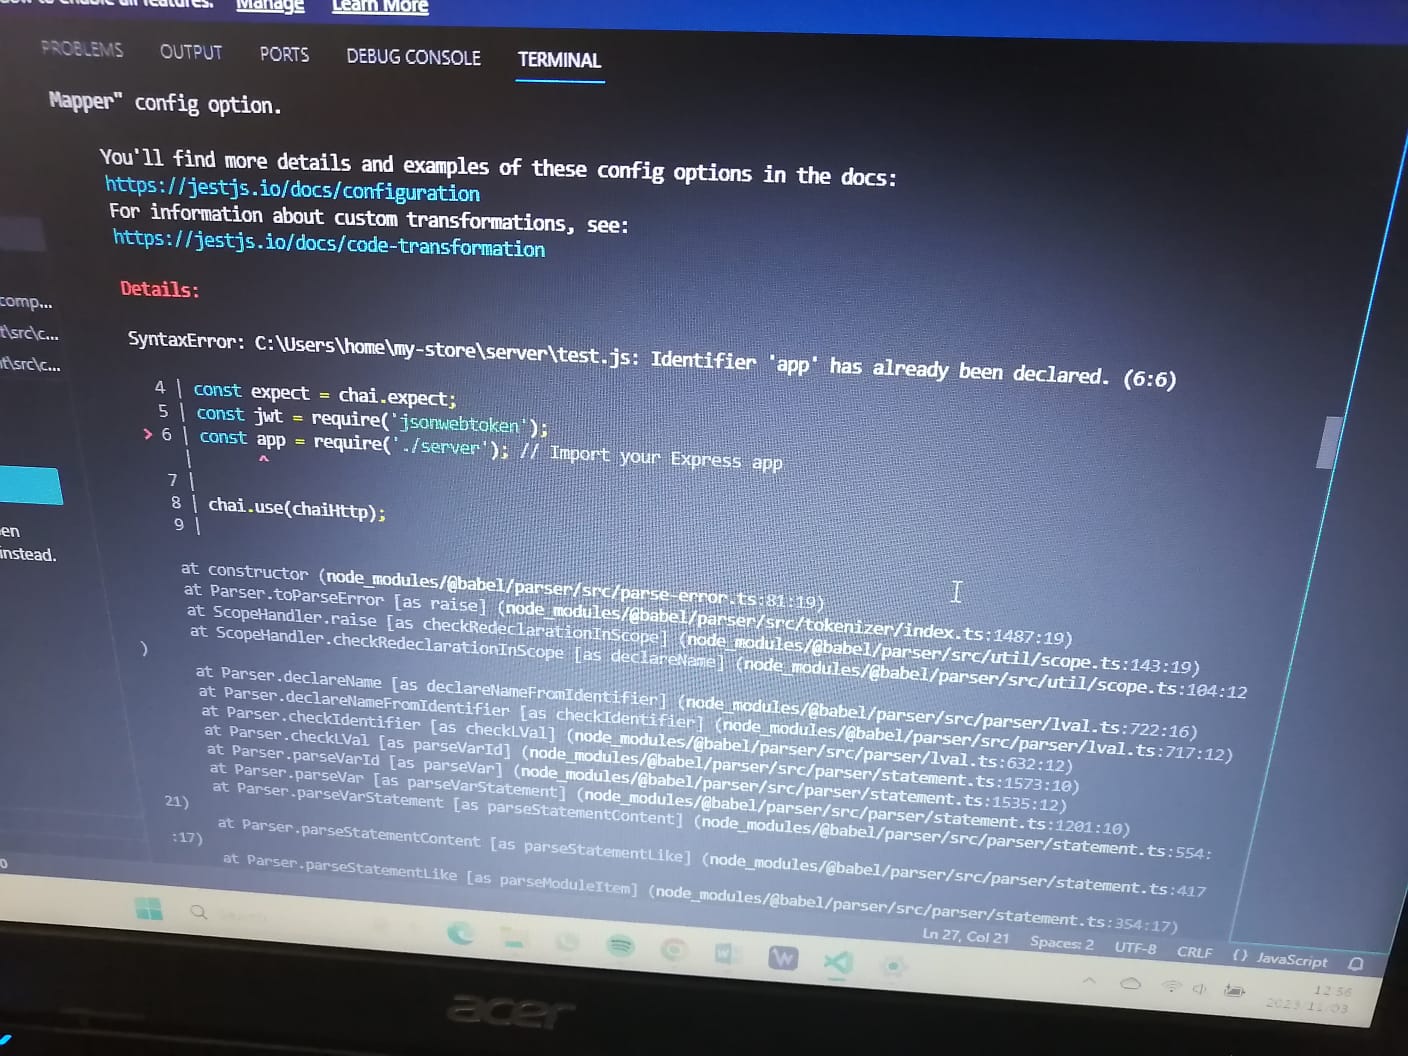 to enable all features. Manage Learn More
PROBLEMS OUTPUT PORTS DEBUG CONSOLE TERMINAL
Mapper" config option.
You'll find more details and examples of these config options in the docs:
https://jestjs.io/docs/configuration
For information about custom transformations, see:
https://jestjs.io/docs/code-transformation
comp...
t\src\c...
t\src\c...
Details:
SyntaxError: C:\Users\home\my-store\server\test.js: Identifier 'app' has already been declared. (6:6)
4 | const expect = chai.expect;
5 | const jwt = require('jsonwebtoken');
> 6 | const app = require('./server'); // Import your Express app
| ^
7 |
8 | chai.use(chaiHttp);
9 |
en
instead.
at constructor (node_modules/@babel/parser/src/parse-error.ts:81:19)
at Parser.toParseError [as raise] (node_modules/@babel/parser/src/tokenizer/index.ts:1487:19)
at ScopeHandler.raise [as checkRedeclarationInScope] (node_modules/@babel/parser/src/util/scope.ts:143:19)
at ScopeHandler.checkRedeclarationInScope [as declareName] (node_modules/@babel/parser/src/util/scope.ts:104:12
)
at Parser.declareName [as declareNameFromIdentifier] (node_modules/@babel/parser/src/parser/lval.ts:722:16)
at Parser.declareNameFromIdentifier [as checkIdentifier] (node_modules/@babel/parser/src/parser/lval.ts:717:12)
at Parser.checkIdentifier [as checkLVal] (node_modules/@babel/parser/src/parser/lval.ts:632:12)
at Parser.checkLVal [as parseVarId] (node_modules/@babel/parser/src/parser/statement.ts:1573:10)
at Parser.parseVarId [as parseVar] (node_modules/@babel/parser/src/parser/statement.ts:1535:12)
at Parser.parseVar [as parseVarStatement] (node_modules/@babel/parser/src/parser/statement.ts:1201:10)
at Parser.parseVarStatement [as parseStatementContent] (node_modules/@babel/parser/src/parser/statement.ts:554:
21)
at Parser.parseStatementContent [as parseStatementLike] (node_modules/@babel/parser/src/parser/statement.ts:417
:17)
at Parser.parseStatementLike [as parseModuleItem] (node_modules/@babel/parser/src/parser/statement.ts:354:17)
Ln 27, Col 21 Spaces: 2 UTF-8 CRLF {} JavaScript
Search
12:56
2023/11/03
acer